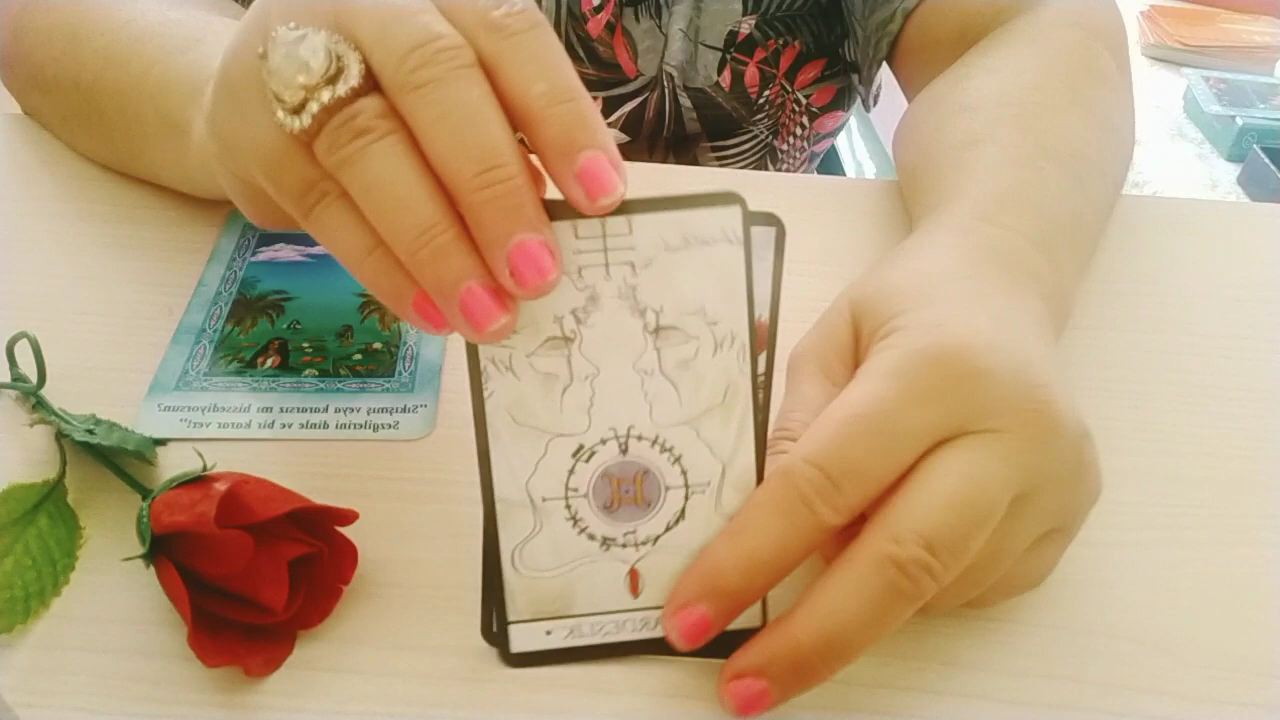 "Sıkışmış veya kararsız mı hissediyorsun?
Sezgilerini dinle ve bir karar ver!"